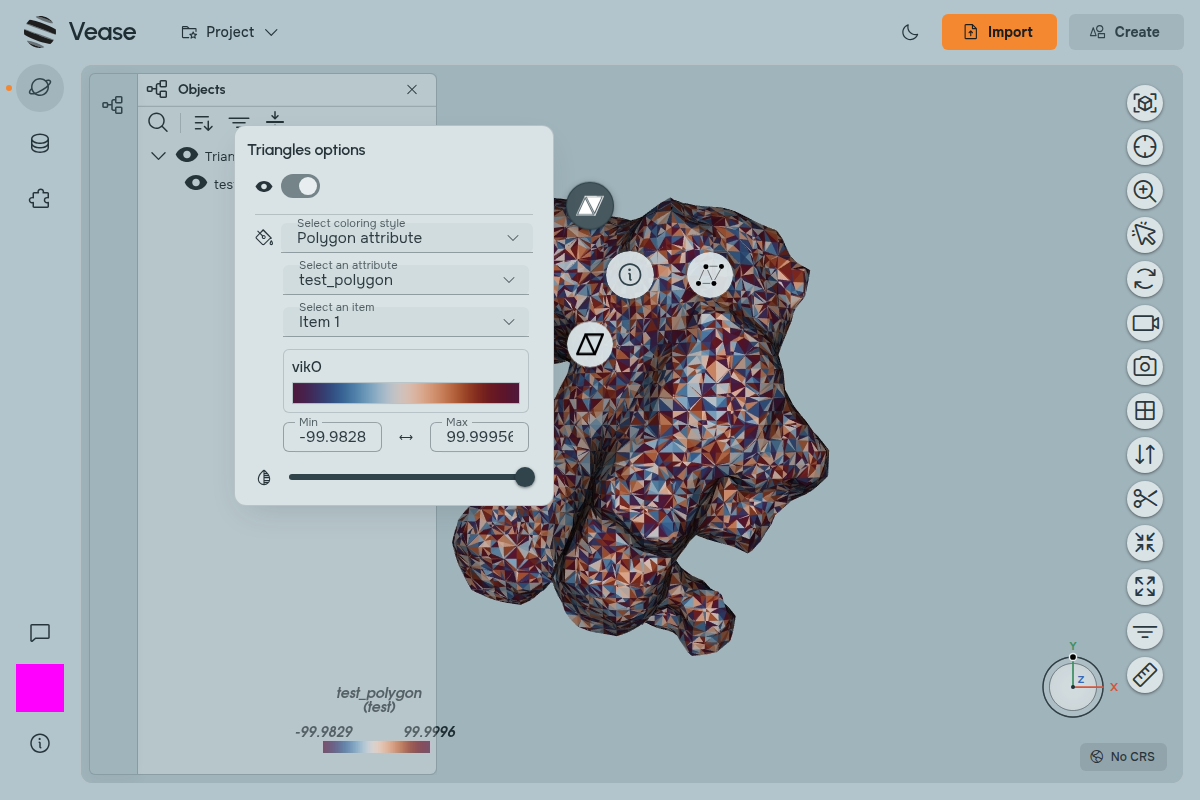 Vease
Project
Import
Create
Objects
Trian
tes
Triangles options
Select coloring style
Polygon attribute
Select an attribute
test_polygon
Select an item
Item 1
vikO
Min
-99.9828
Max
99.99956
test_polygon
(test)
-99.9829
99.9996
Y
Z
X
No CRS